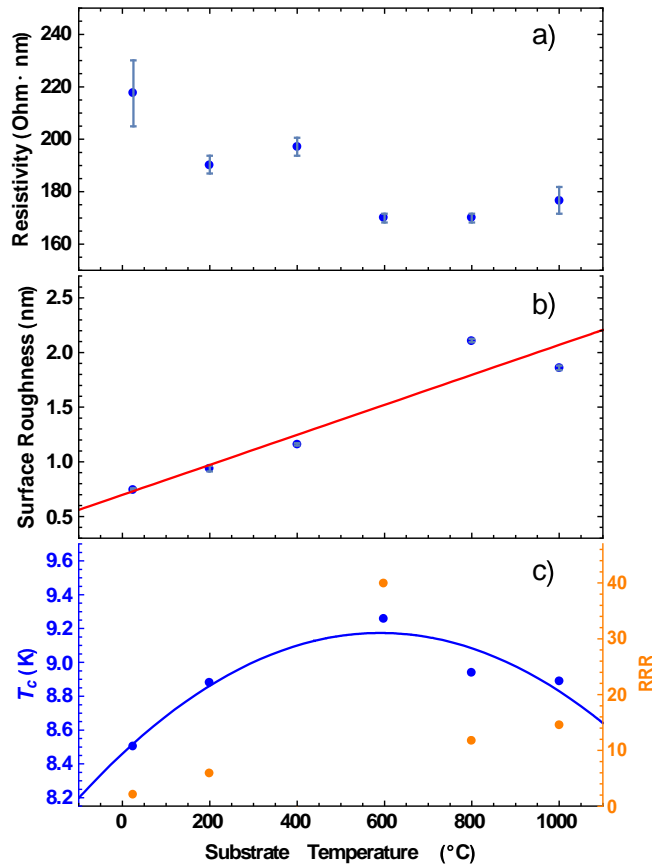 a)
240
220
200
180
160
Resistivity (Ohm · nm)
b)
2.5
2.0
1.5
1.0
0.5
Surface Roughness (nm)
c)
9.6
9.4
9.2
9.0
8.8
8.6
8.4
8.2
T_c (K)
40
30
20
10
0
RRR
0 200 400 600 800 1000
Substrate Temperature (°C)